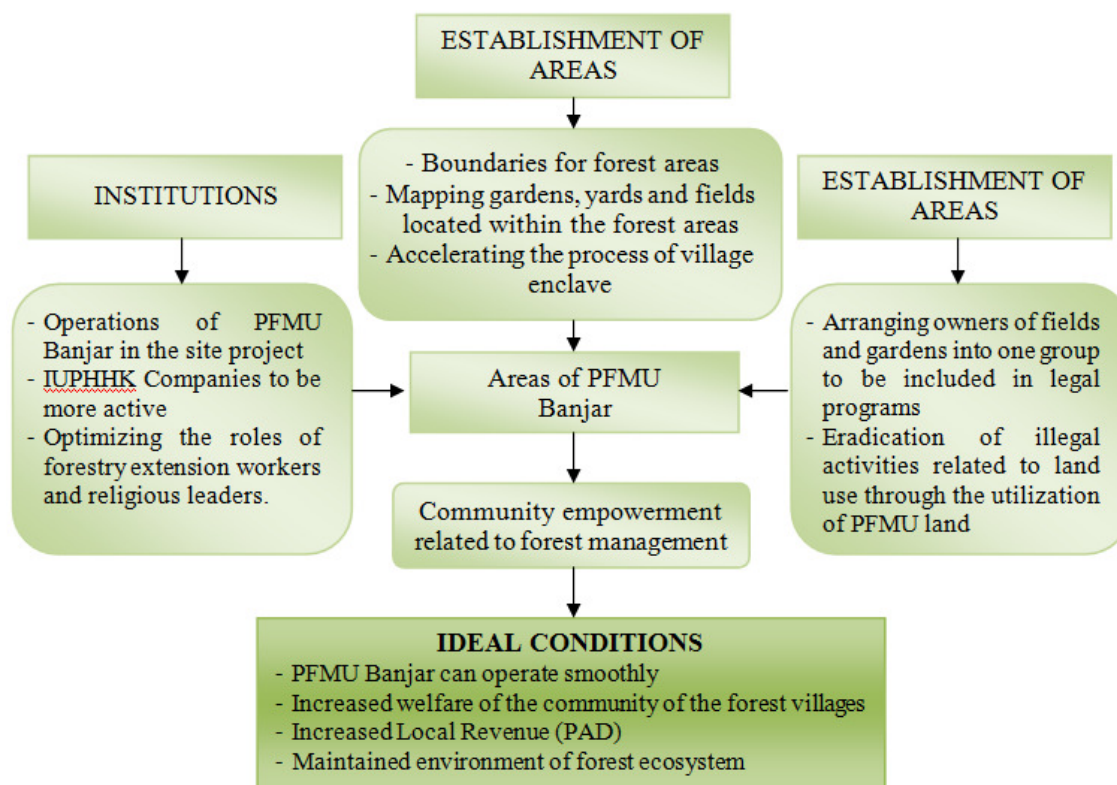 ESTABLISHMENT OF
AREAS
- Boundaries for forest areas
- Mapping gardens, yards and fields
located within the forest areas
- Accelerating the process of village
enclave
INSTITUTIONS
- Operations of PFMU
Banjar in the site project
- IUPHHK Companies to be
more active
- Optimizing the roles of
forestry extension workers
and religious leaders.
ESTABLISHMENT OF
AREAS
- Arranging owners of fields
and gardens into one group
to be included in legal
programs
- Eradication of illegal
activities related to land
use through the utilization
of PFMU land
Areas of PFMU
Banjar
Community empowerment
related to forest management
IDEAL CONDITIONS
- PFMU Banjar can operate smoothly
- Increased welfare of the community of the forest villages
- Increased Local Revenue (PAD)
- Maintained environment of forest ecosystem